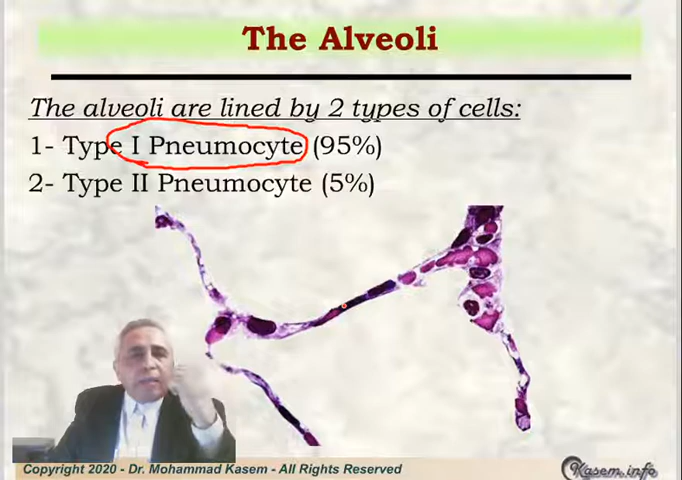 The Alveoli
The alveoli are lined by 2 types of cells:
1- Type I Pneumocyte (95%)
2- Type II Pneumocyte (5%)
Copyright 2020 - Dr. Mohammad Kasem - All Rights Reserved
Kasem.info